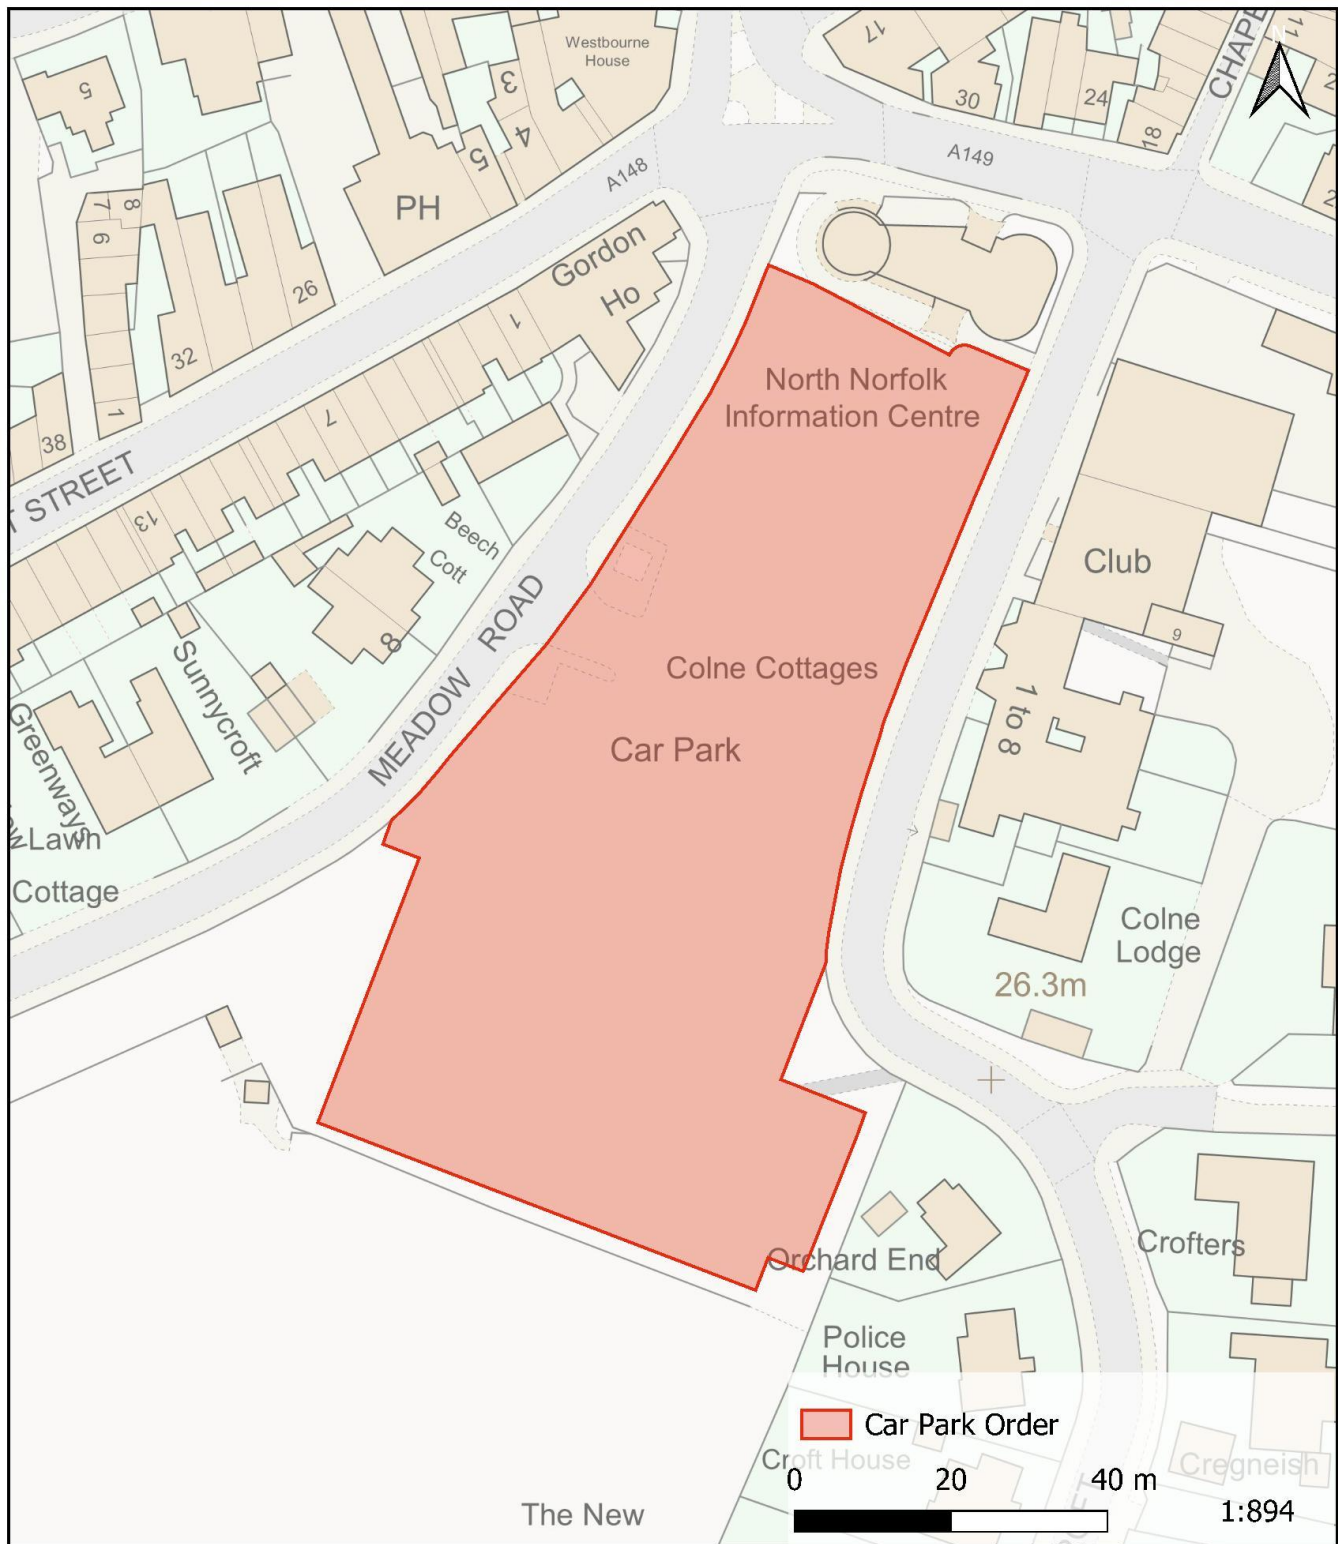 Westbourne
House
5
3
4
5
PH
A148
17
30
24
18
CHAPE
11
N
A149
7
8
6
1
26
32
38
Gordon
Ho
1
7
13
T STREET
North Norfolk
Information Centre
Beech
Cott
8
MEADOW ROAD
Sunnycroft
Greenways
Lawn
Cottage
Colne Cottages
Car Park
Club
9
1 to 8
Colne
Lodge
26.3m
Orchard End
Crofters
Police
House
Car Park Order
Croft House
Cregneish
0 20 40 m
1:894
The New